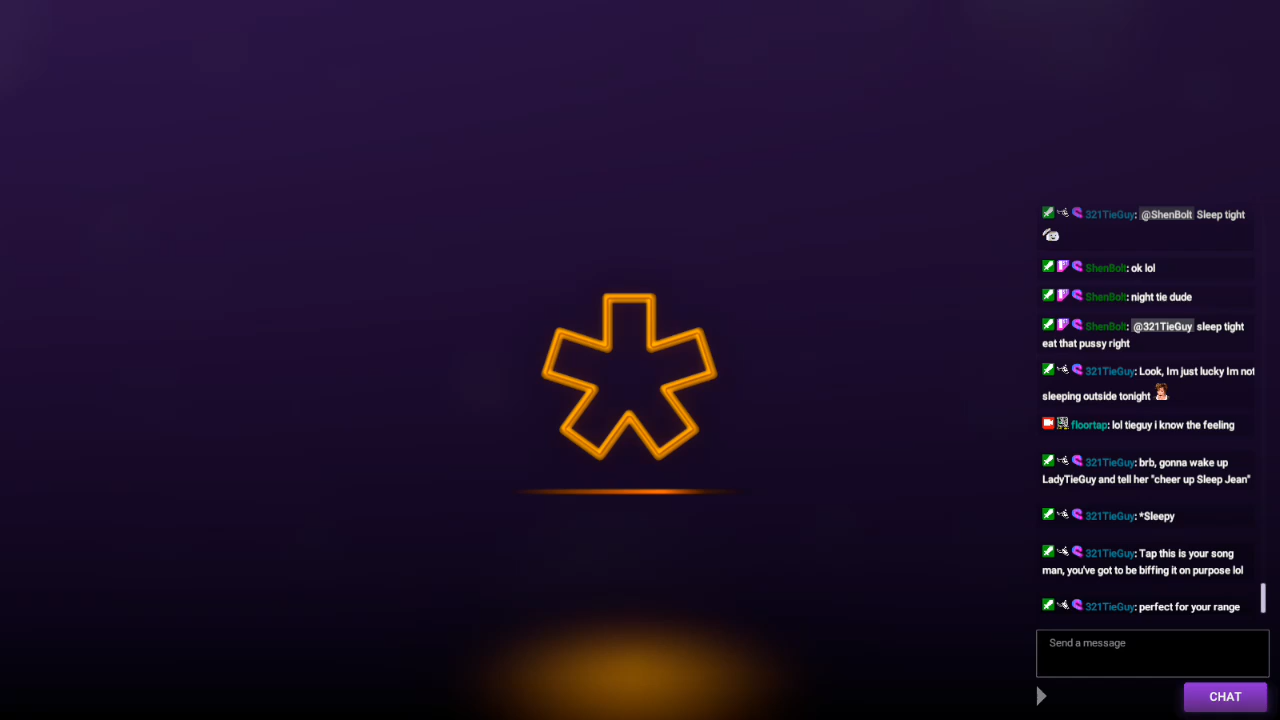 321TieGuy: @ShenBolt Sleep tight
ShenBolt: ok lol
ShenBolt: night tie dude
ShenBolt: @321TieGuy sleep tight
eat that pussy right
321TieGuy: Look, Im just lucky Im not
sleeping outside tonight
floortap: lol tieguy i know the feeling
321TieGuy: brb, gonna wake up
LadyTieGuy and tell her "cheer up Sleep Jean"
321TieGuy: *Sleepy
321TieGuy: Tap this is your song
man, you've got to be biffing it on purpose lol
321TieGuy: perfect for your range
Send a message
CHAT